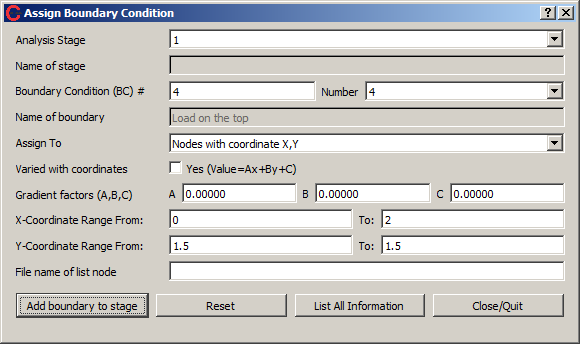 Assign Boundary Condition
Analysis Stage 1
Name of stage
Boundary Condition (BC) # 4 Number 4
Name of boundary Load on the top
Assign To Nodes with coordinate X,Y
Varied with coordinates Yes (Value=Ax+By+C)
Gradient factors (A,B,C) A 0.00000 B 0.00000 C 0.00000
X-Coordinate Range From: 0 To: 2
Y-Coordinate Range From: 1.5 To: 1.5
File name of list node
Add boundary to stage Reset List All Information Close/Quit